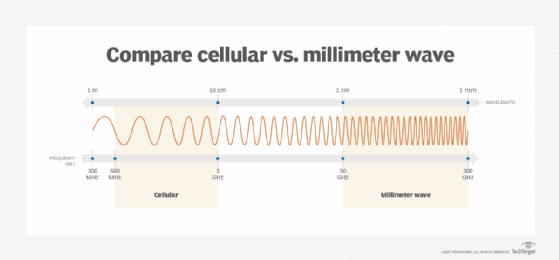 Compare cellular vs. millimeter wave
1 m 10 cm 1 cm 1 mm
WAVELENGTH
FREQUENCY
(HZ)
300 MHz 600 MHz 3 GHz 30 GHz 300 GHz
Cellular Millimeter wave
TechTarget